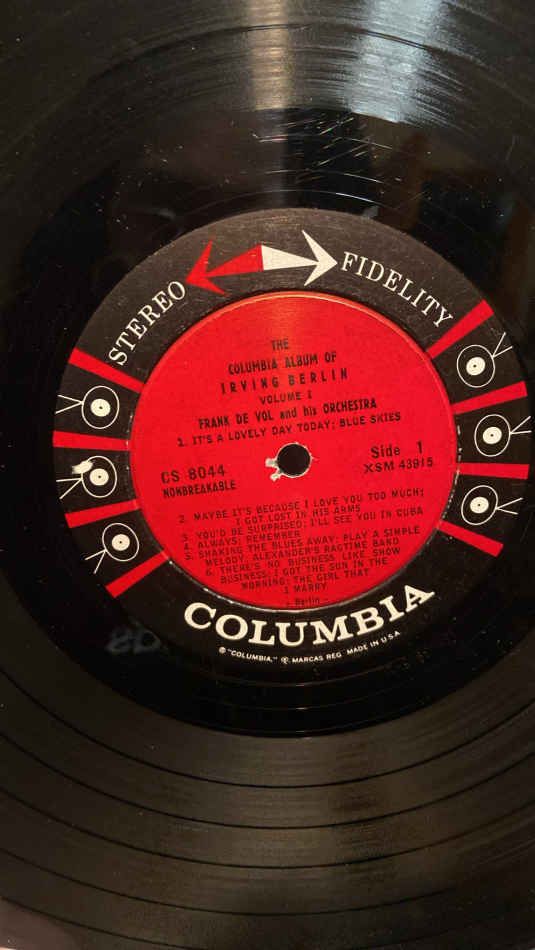 STEREO FIDELITY
THE
COLUMBIA ALBUM OF
IRVING BERLIN
VOLUME I
FRANK DE VOL and his ORCHESTRA
1. IT'S A LOVELY DAY TODAY; BLUE SKIES
CS 8044
NONBREAKABLE
Side 1
XSM 43915
2. MAYBE IT'S BECAUSE I LOVE YOU TOO MUCH;
I GOT LOST IN HIS ARMS
3. YOU'D BE SURPRISED; I'LL SEE YOU IN CUBA
4. ALWAYS; REMEMBER
5. SHAKING THE BLUES AWAY; PLAY A SIMPLE
MELODY; ALEXANDER'S RAGTIME BAND
6. THERE'S NO BUSINESS LIKE SHOW
BUSINESS; I GOT THE SUN IN THE
MORNING; THE GIRL THAT
I MARRY
- Berlin -
COLUMBIA
® "COLUMBIA," MARCAS REG. MADE IN U.S.A.